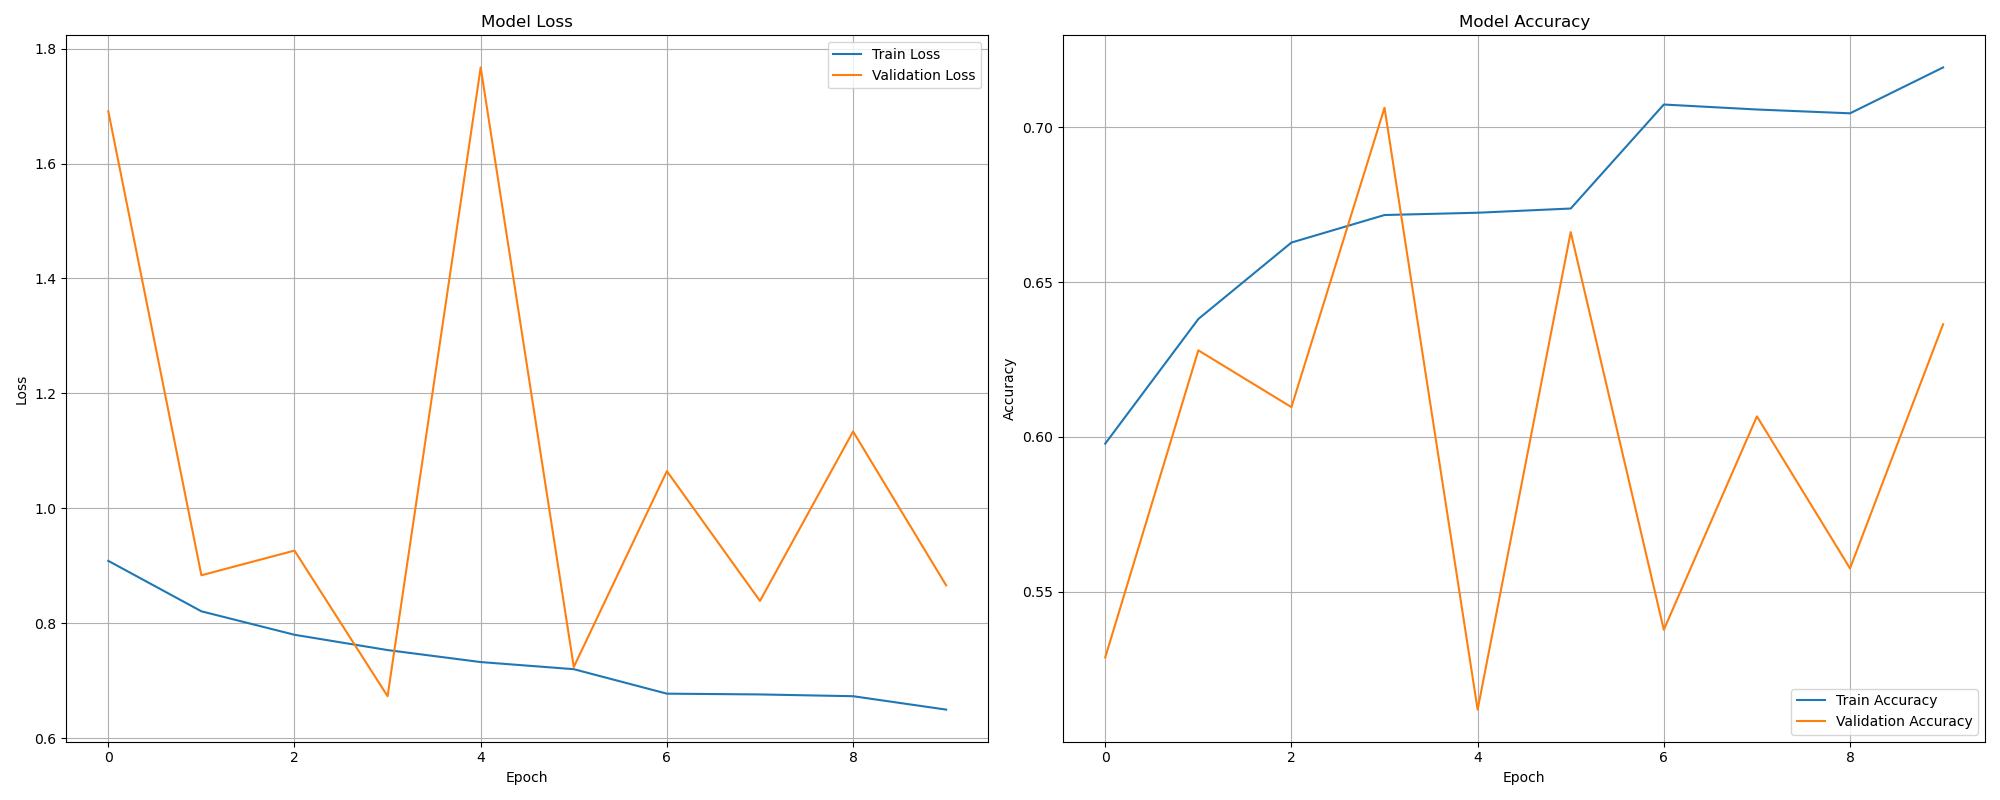 Model Loss
1.8
1.6
1.4
1.2
1.0
0.8
0.6
Loss
0 2 4 6 8
Epoch
Train Loss
Validation Loss
Model Accuracy
0.70
0.65
0.60
0.55
Accuracy
0 2 4 6 8
Epoch
Train Accuracy
Validation Accuracy